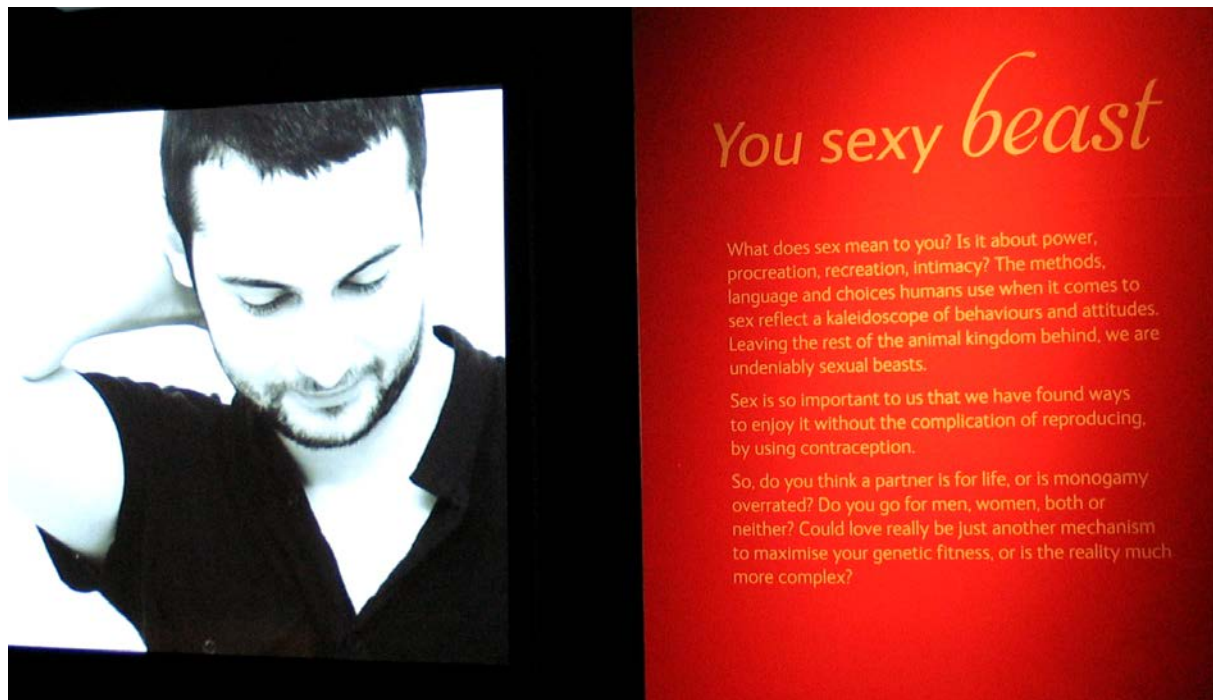 You sexy beast
What does sex mean to you? Is it about power,
procreation, recreation, intimacy? The methods,
language and choices humans use when it comes to
sex reflect a kaleidoscope of behaviours and attitudes.
Leaving the rest of the animal kingdom behind, we are
undeniably sexual beasts.
Sex is so important to us that we have found ways
to enjoy it without the complication of reproducing,
by using contraception.
So, do you think a partner is for life, or is monogamy
overrated? Do you go for men, women, both or
neither? Could love really be just another mechanism
to maximise your genetic fitness, or is the reality much
more complex?